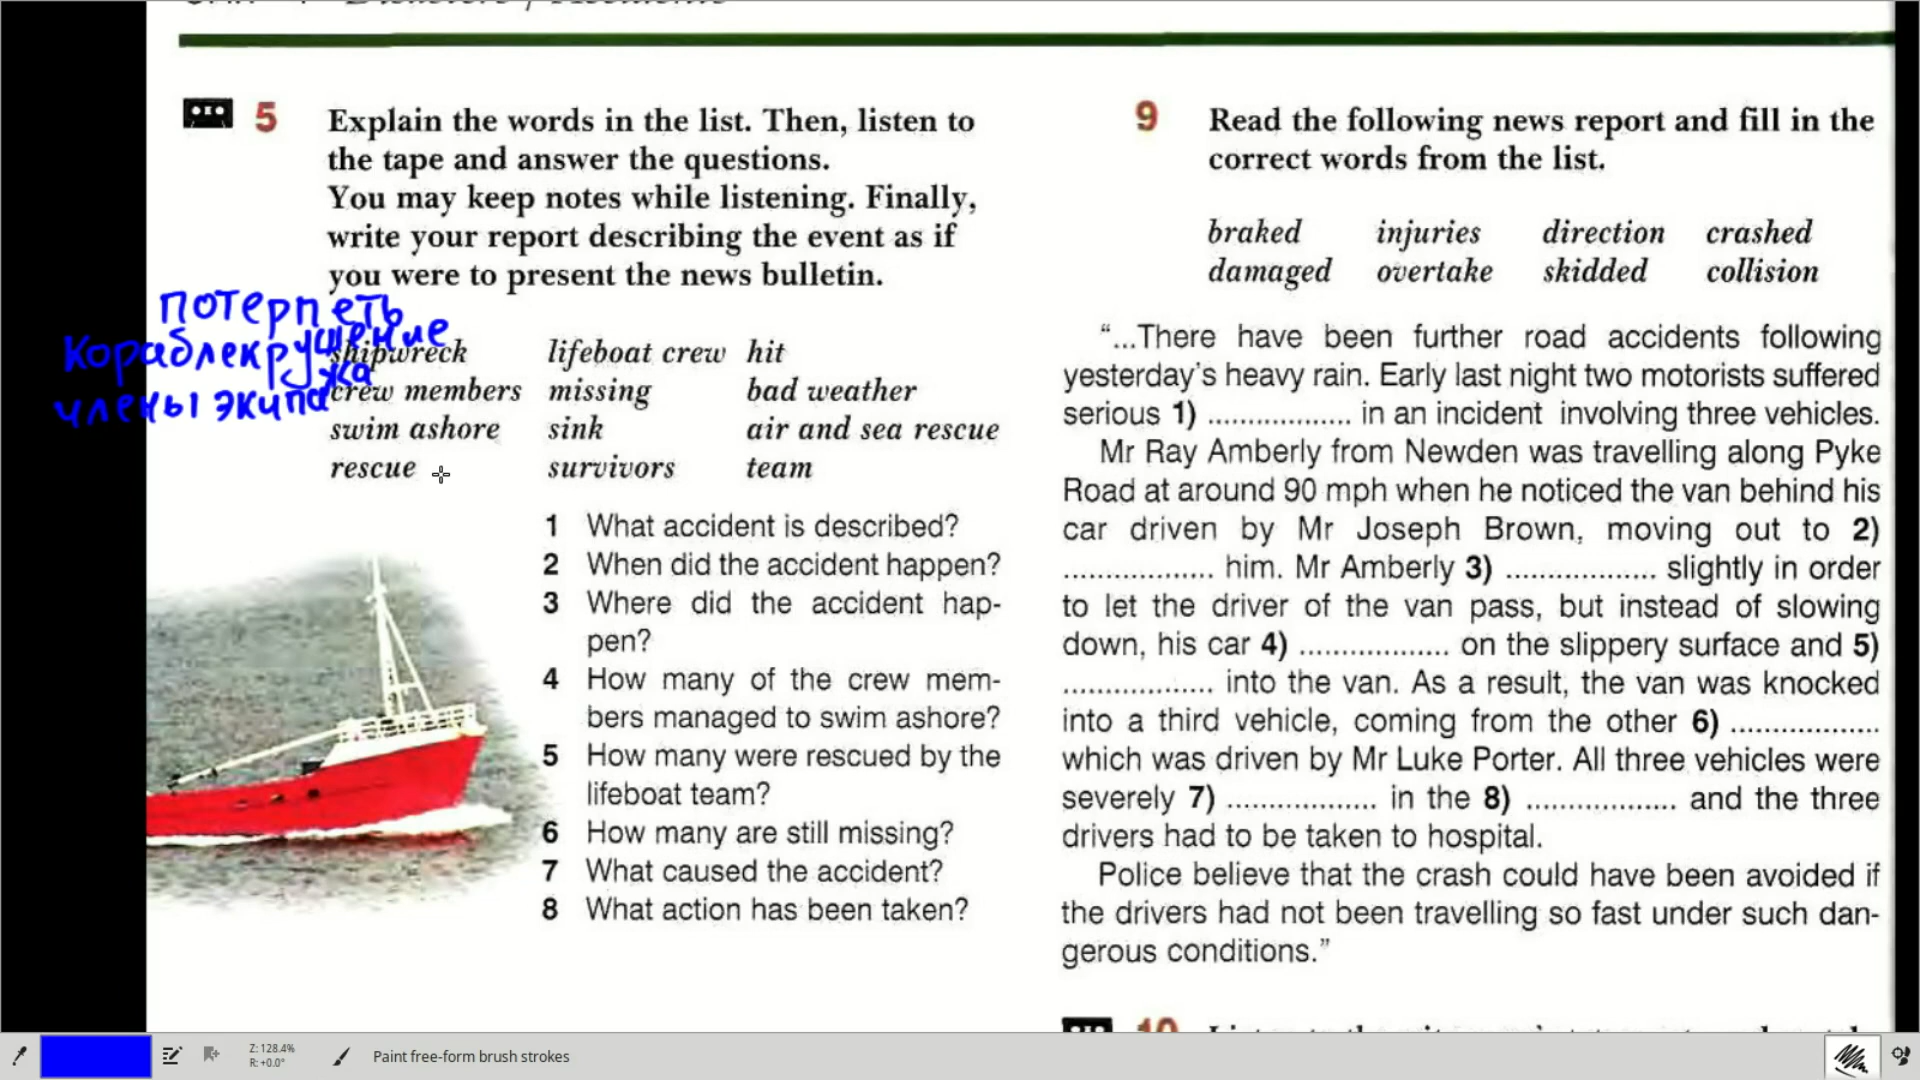 5 Explain the words in the list. Then, listen to
the tape and answer the questions.
You may keep notes while listening. Finally,
write your report describing the event as if
you were to present the news bulletin.
потерпеть
кораблекрушение
члены экипажа
shipwreck lifeboat crew hit
crew members missing bad weather
swim ashore sink air and sea rescue
rescue survivors team
1 What accident is described?
2 When did the accident happen?
3 Where did the accident hap-
pen?
4 How many of the crew mem-
bers managed to swim ashore?
5 How many were rescued by the
lifeboat team?
6 How many are still missing?
7 What caused the accident?
8 What action has been taken?
9 Read the following news report and fill in the
correct words from the list.
braked injuries direction crashed
damaged overtake skidded collision
“...There have been further road accidents following
yesterday’s heavy rain. Early last night two motorists suffered
serious 1) .................. in an incident involving three vehicles.
Mr Ray Amberly from Newden was travelling along Pyke
Road at around 90 mph when he noticed the van behind his
car driven by Mr Joseph Brown, moving out to 2)
................... him. Mr Amberly 3) ................... slightly in order
to let the driver of the van pass, but instead of slowing
down, his car 4) ................... on the slippery surface and 5)
................... into the van. As a result, the van was knocked
into a third vehicle, coming from the other 6) ...................
which was driven by Mr Luke Porter. All three vehicles were
severely 7) ................... in the 8) ................... and the three
drivers had to be taken to hospital.
Police believe that the crash could have been avoided if
the drivers had not been travelling so fast under such dan-
gerous conditions.”
10
Z: 128.4%
R: +0.0°
Paint free-form brush strokes